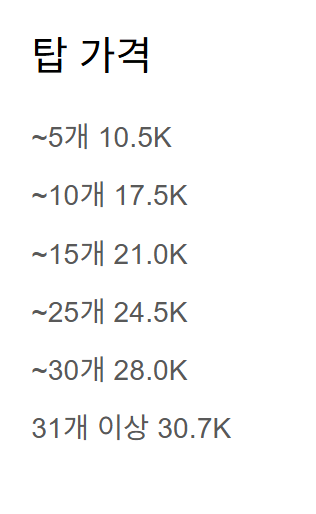 탑 가격
~5개 10.5K
~10개 17.5K
~15개 21.0K
~25개 24.5K
~30개 28.0K
31개 이상 30.7K